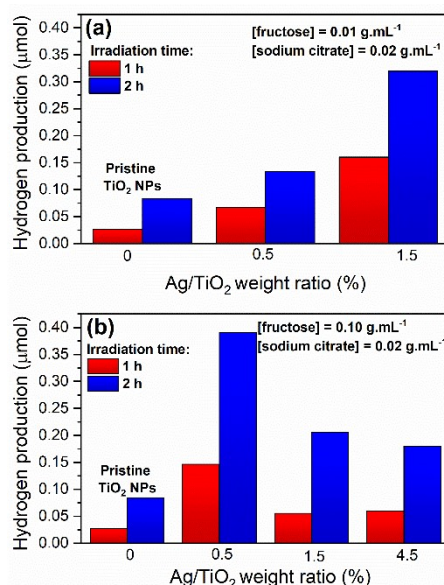 (a)
[fructose] = 0.01 g.mL⁻¹
[sodium citrate] = 0.02 g.mL⁻¹
Irradiation time:
1 h
2 h
Pristine
TiO₂ NPs
Hydrogen production (μmol)
0.40
0.35
0.30
0.25
0.20
0.15
0.10
0.05
0.00
0 0.5 1.5
Ag/TiO₂ weight ratio (%)
(b)
[fructose] = 0.10 g.mL⁻¹
[sodium citrate] = 0.02 g.mL⁻¹
Irradiation time:
1 h
2 h
Pristine
TiO₂ NPs
Hydrogen production (μmol)
0.40
0.35
0.30
0.25
0.20
0.15
0.10
0.05
0.00
0 0.5 1.5 4.5
Ag/TiO₂ weight ratio (%)